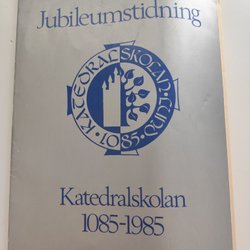 Jubileumstidning
KATEDRALSKOLAN LUND
· 1085 ·
Katedralskolan
1085-1985